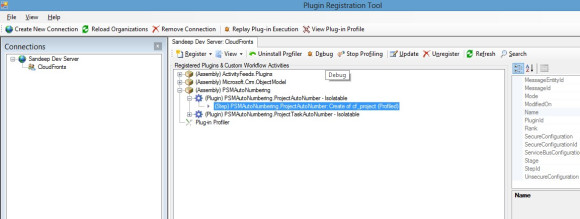 Plugin Registration Tool
File View Help
Create New Connection Reload Organizations Remove Connections Replay Plug-in Execution View Plug-in Profile
Connections
Sandeep Dev Server
CloudFronts
Sandeep Dev Server: CloudFronts
Register View Uninstall Profiler Debug Stop Profiling Update Unregister Refresh Search
Registered Plugins & Custom Workflow Activities
Debug
(Assembly) ActivityFeeds.Plugins
(Assembly) Microsoft.Crm.ObjectModel
(Assembly) PSMAutoNumbering
(Plugin) PSMAutoNumbering.ProjectAutoNumber - Isolatable
(Step) PSMAutoNumbering.ProjectAutoNumber: Create of cf_project (Profiled)
(Plugin) PSMAutoNumbering.ProjectTaskAutoNumber - Isolatable
Plug-in Profiler
MessageEntityId
MessageId
Mode
ModifiedOn
Name
PluginId
Rank
SecureConfiguration
SecureConfigurationId
ServiceBusConfiguration
Stage
StepId
UnsecureConfiguration
Name